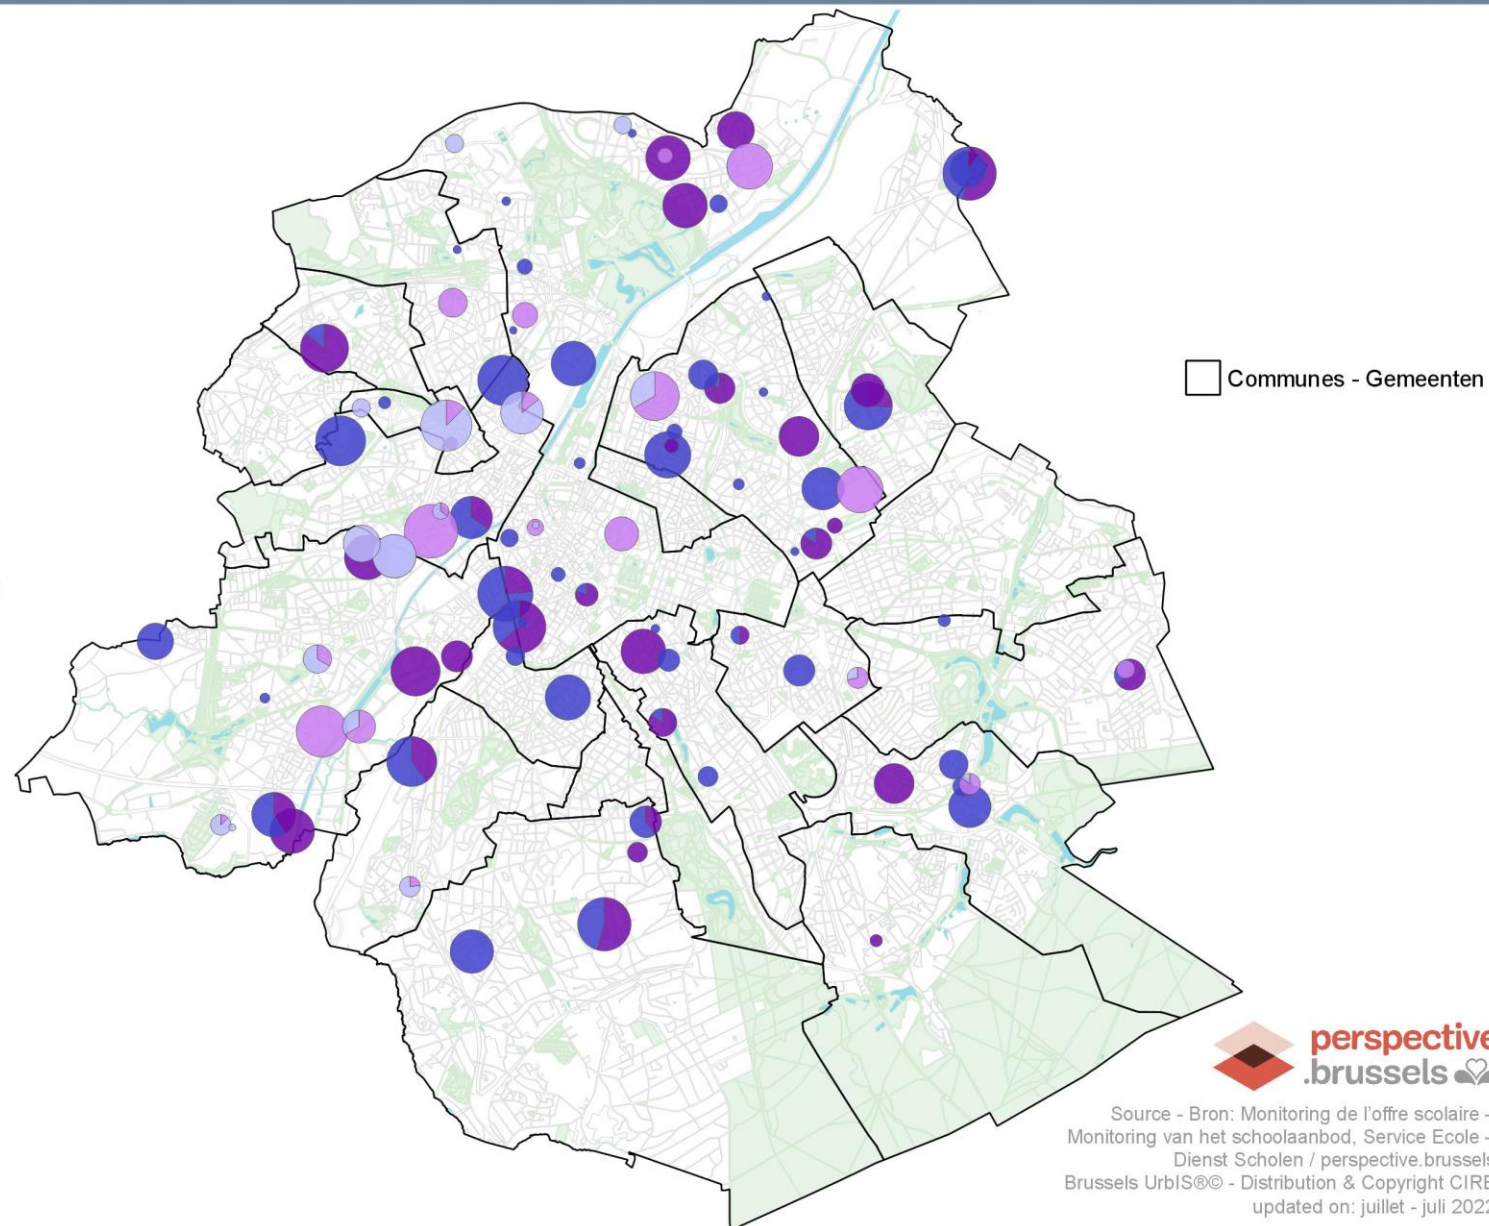 Communes - Gemeenten
perspective
.brussels
Source - Bron: Monitoring de l'offre scolaire -
Monitoring van het schoolaanbod, Service Ecole -
Dienst Scholen / perspective.brussels
Brussels UrbIS®© - Distribution & Copyright CIRB
updated on: juillet - juli 2022